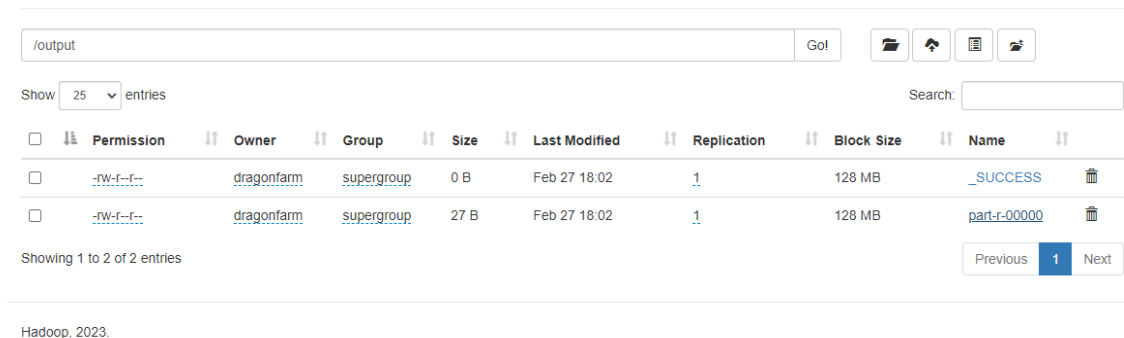 /output Go!
Show 25 entries Search:
Permission Owner Group Size Last Modified Replication Block Size Name
-rw-r--r-- dragonfarm supergroup 0 B Feb 27 18:02 1 128 MB _SUCCESS
-rw-r--r-- dragonfarm supergroup 27 B Feb 27 18:02 1 128 MB part-r-00000
Showing 1 to 2 of 2 entries Previous 1 Next
Hadoop, 2023.